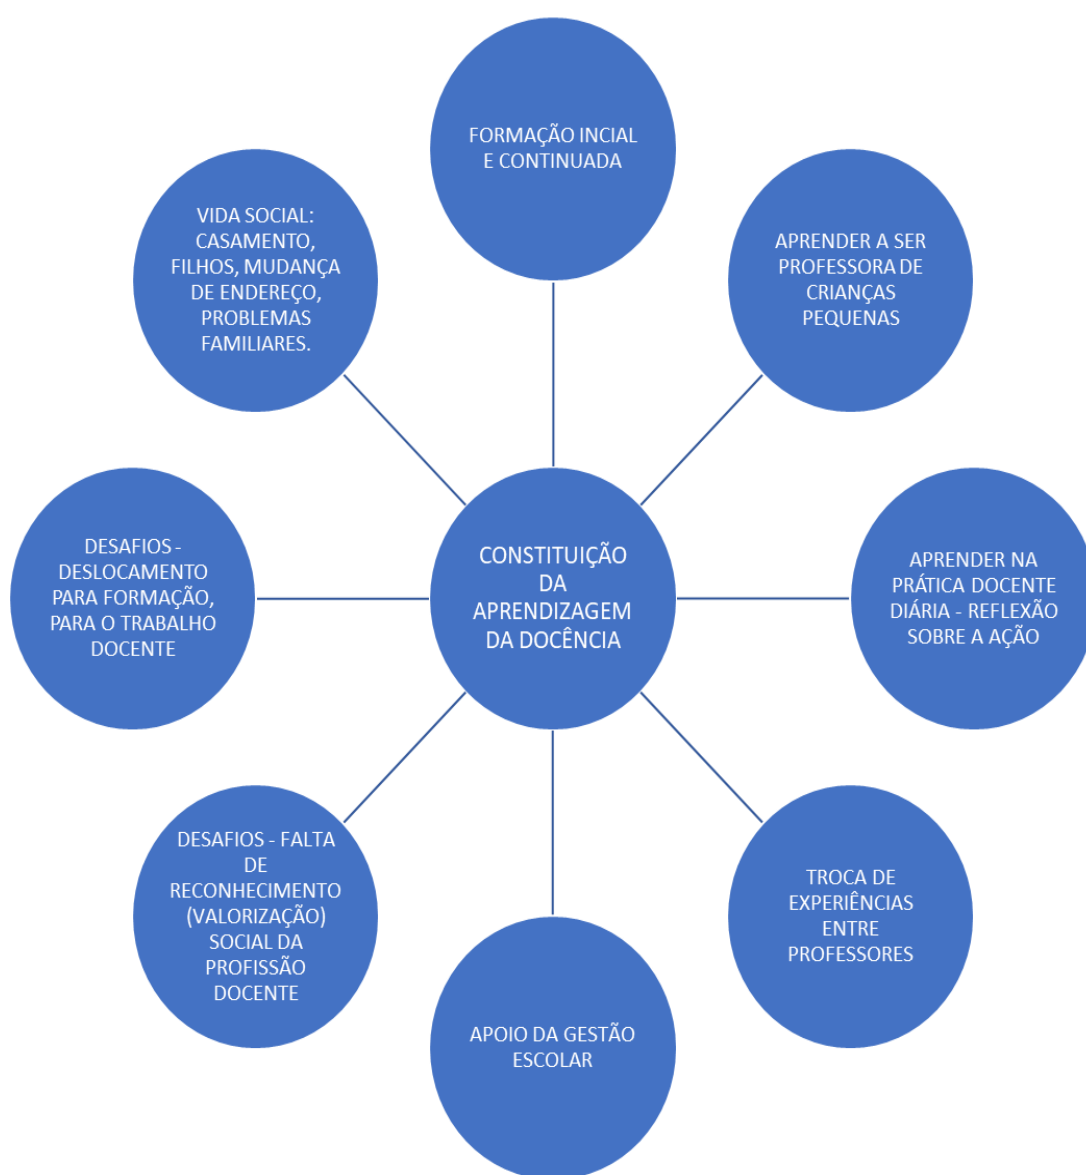 FORMAÇÃO INCIAL
E CONTINUADA
APRENDER A SER
PROFESSORA DE
CRIANÇAS
PEQUENAS
APRENDER NA
PRÁTICA DOCENTE
DIÁRIA - REFLEXÃO
SOBRE A AÇÃO
TROCA DE
EXPERIÊNCIAS
ENTRE
PROFESSORES
APOIO DA GESTÃO
ESCOLAR
DESAFIOS - FALTA
DE
RECONHECIMENTO
(VALORIZAÇÃO)
SOCIAL DA
PROFISSÃO
DOCENTE
DESAFIOS -
DESLOCAMENTO
PARA FORMAÇÃO,
PARA O TRABALHO
DOCENTE
VIDA SOCIAL:
CASAMENTO,
FILHOS, MUDANÇA
DE ENDEREÇO,
PROBLEMAS
FAMILIARES.
CONSTITUIÇÃO
DA
APRENDIZAGEM
DA DOCÊNCIA